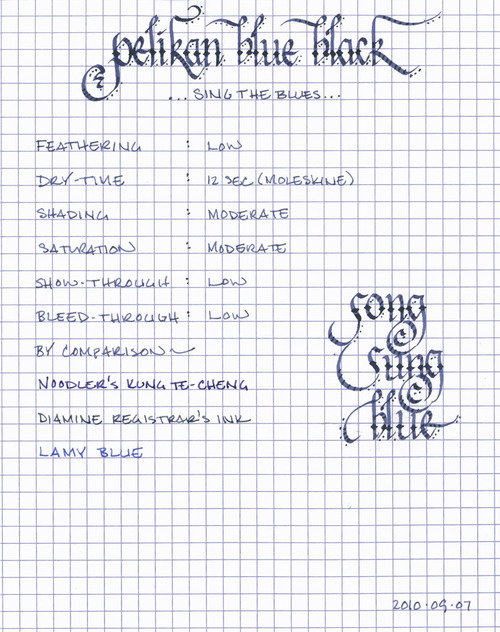 pelikan blue black
... SING THE BLUES...
FEATHERING : LOW
DRY-TIME : 12 SEC (MOLESKINE)
SHADING : MODERATE
SATURATION : MODERATE
SHOW-THROUGH : LOW
BLEED-THROUGH : LOW
BY COMPARISON~
NOODLER'S KUNG TE-CHENG
DIAMINE REGISTRAR'S INK
LAMY BLUE
song
sung
blue
2010.09.07